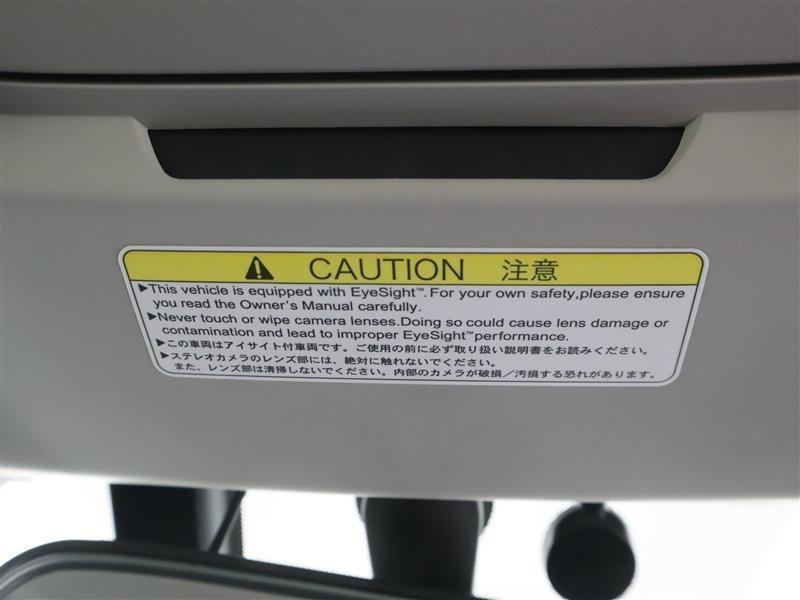 CAUTION 注意
▶This vehicle is equipped with EyeSight™. For your own safety,please ensure
you read the Owner's Manual carefully.
▶Never touch or wipe camera lenses.Doing so could cause lens damage or
contamination and lead to improper EyeSight™performance.
▶この車両はアイサイト付車両です。ご使用の前に必ず取り扱い説明書をお読みください。
▶ステレオカメラのレンズ部には、絶対に触れないでください。
また、レンズ部は清掃しないでください。内部のカメラが破損／汚損する恐れがあります。